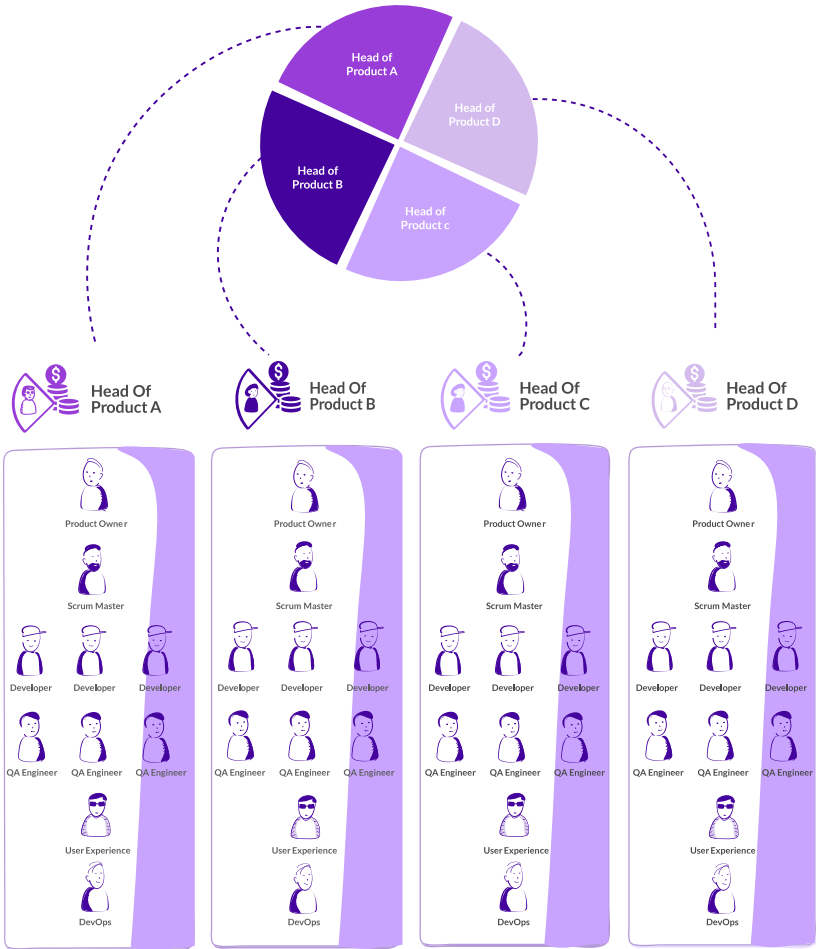 Head of
Product A
Head of
Product D
Head of
Product B
Head of
Product c
$
Head Of
Product A
$
Head Of
Product B
$
Head Of
Product C
$
Head Of
Product D
Product Owner
Scrum Master
Developer
Developer
Developer
QA Engineer
QA Engineer
QA Engineer
User Experience
DevOps
Product Owner
Scrum Master
Developer
Developer
Developer
QA Engineer
QA Engineer
QA Engineer
User Experience
DevOps
Product Owner
Scrum Master
Developer
Developer
Developer
QA Engineer
QA Engineer
QA Engineer
User Experience
DevOps
Product Owner
Scrum Master
Developer
Developer
Developer
QA Engineer
QA Engineer
QA Engineer
User Experience
DevOps